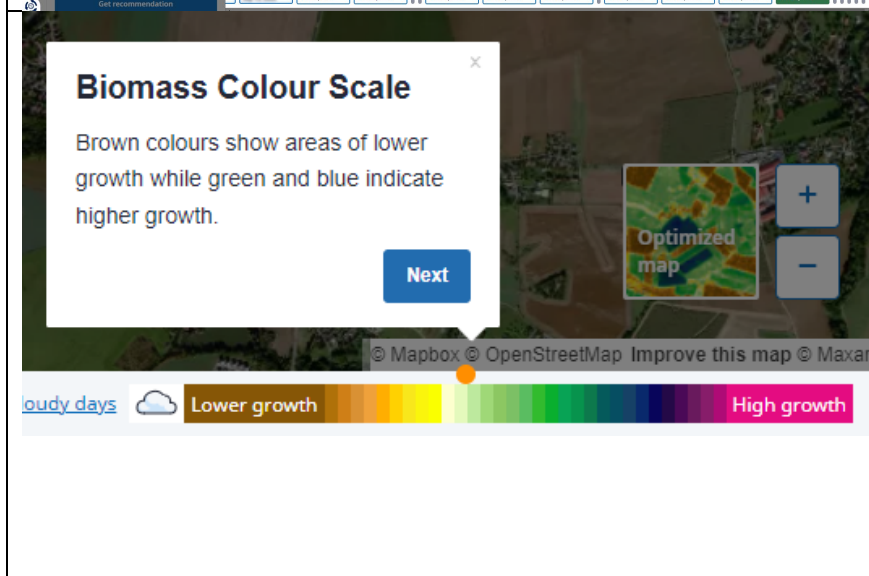 Get recommendation
×
Biomass Colour Scale
Brown colours show areas of lower
growth while green and blue indicate
higher growth.
Next
Optimized
map
+
−
© Mapbox © OpenStreetMap Improve this map © Maxar
loudy days
Lower growth
High growth